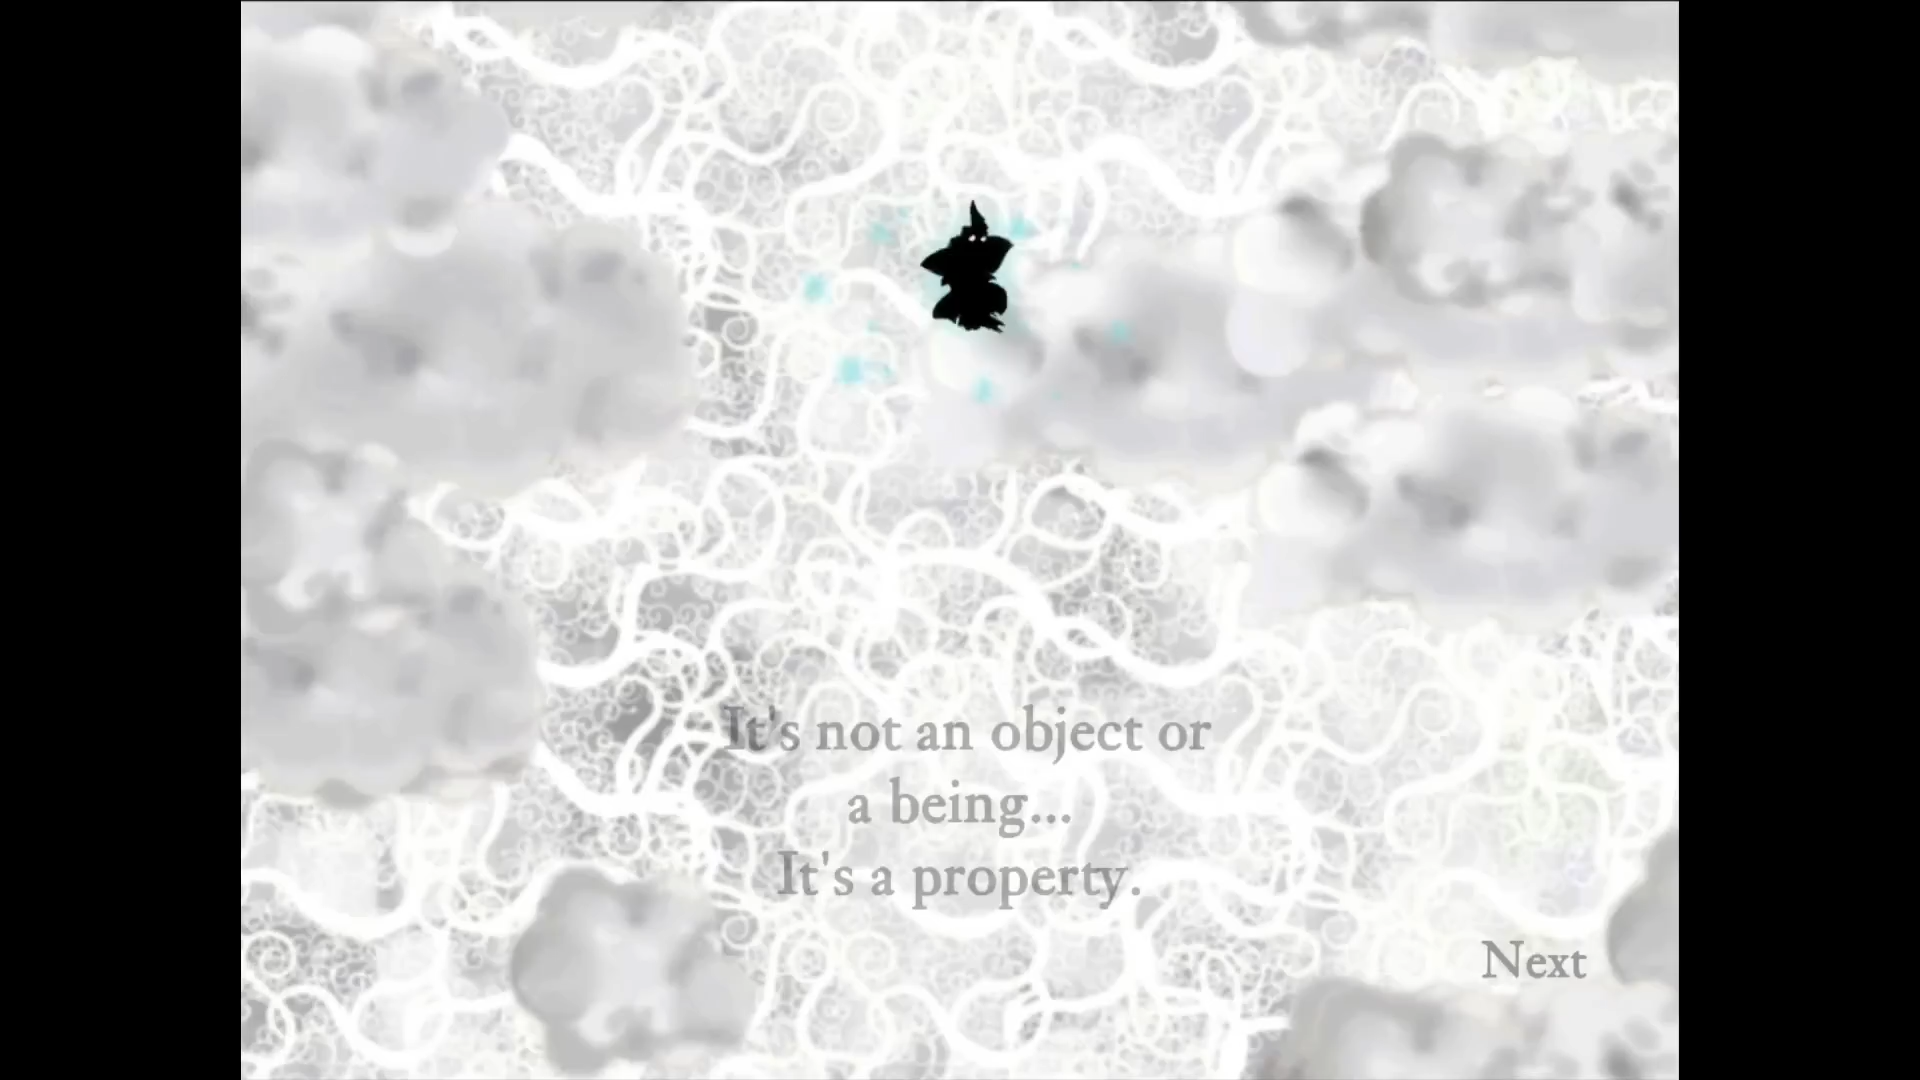 It's not an object or
a being...
It's a property.
Next